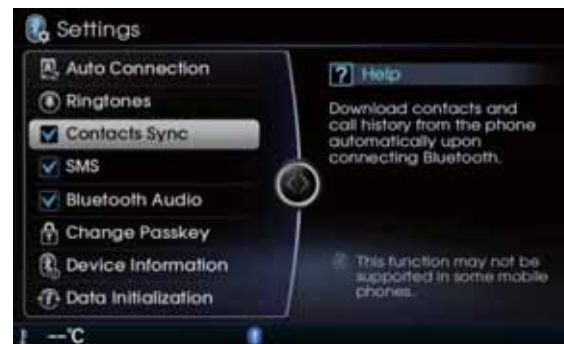 Settings
Auto Connection
Ringtones
Contacts Sync
SMS
Bluetooth Audio
Change Passkey
Device Information
Data Initialization
? Help
Download contacts and
call history from the phone
automatically upon
connecting Bluetooth.
This function may not be
supported in some mobile
phones.
--°C